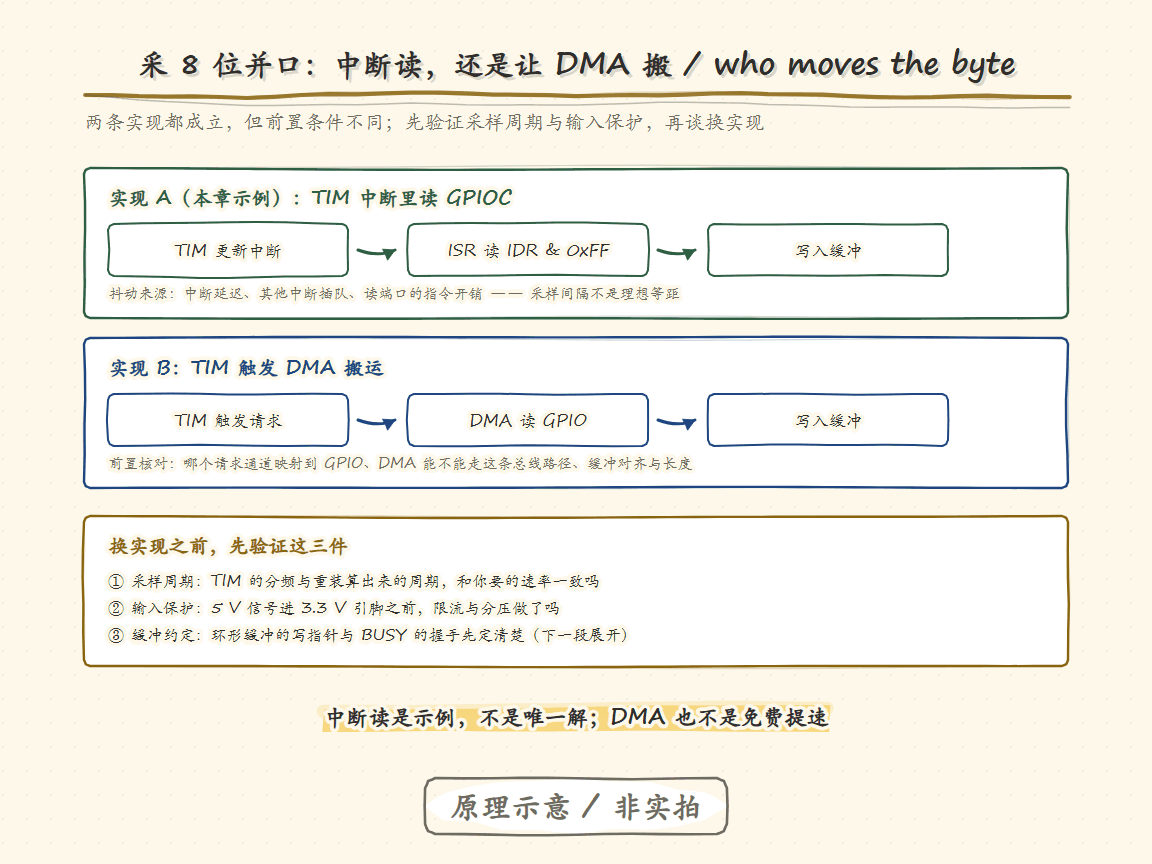 采 8 位并口：中断读，还是让 DMA 搬 / who moves the byte
两条实现都成立，但前置条件不同；先验证采样周期与输入保护，再谈换实现
实现 A（本章示例）：TIM 中断里读 GPIOC
TIM 更新中断
ISR 读 IDR & 0xFF
写入缓冲
抖动来源：中断延迟、其他中断插队、读端口的指令开销 —— 采样间隔不是理想等距
实现 B：TIM 触发 DMA 搬运
TIM 触发请求
DMA 读 GPIO
写入缓冲
前置核对：哪个请求通道映射到 GPIO、DMA 能不能走这条总线路径、缓冲对齐与长度
换实现之前，先验证这三件
① 采样周期：TIM 的分频与重装算出来的周期，和你要的速率一致吗
② 输入保护：5 V 信号进 3.3 V 引脚之前，限流与分压做了吗
③ 缓冲约定：环形缓冲的写指针与 BUSY 的握手先定清楚（下一段展开）
中断读是示例，不是唯一解；DMA 也不是免费提速
原理示意 / 非实拍